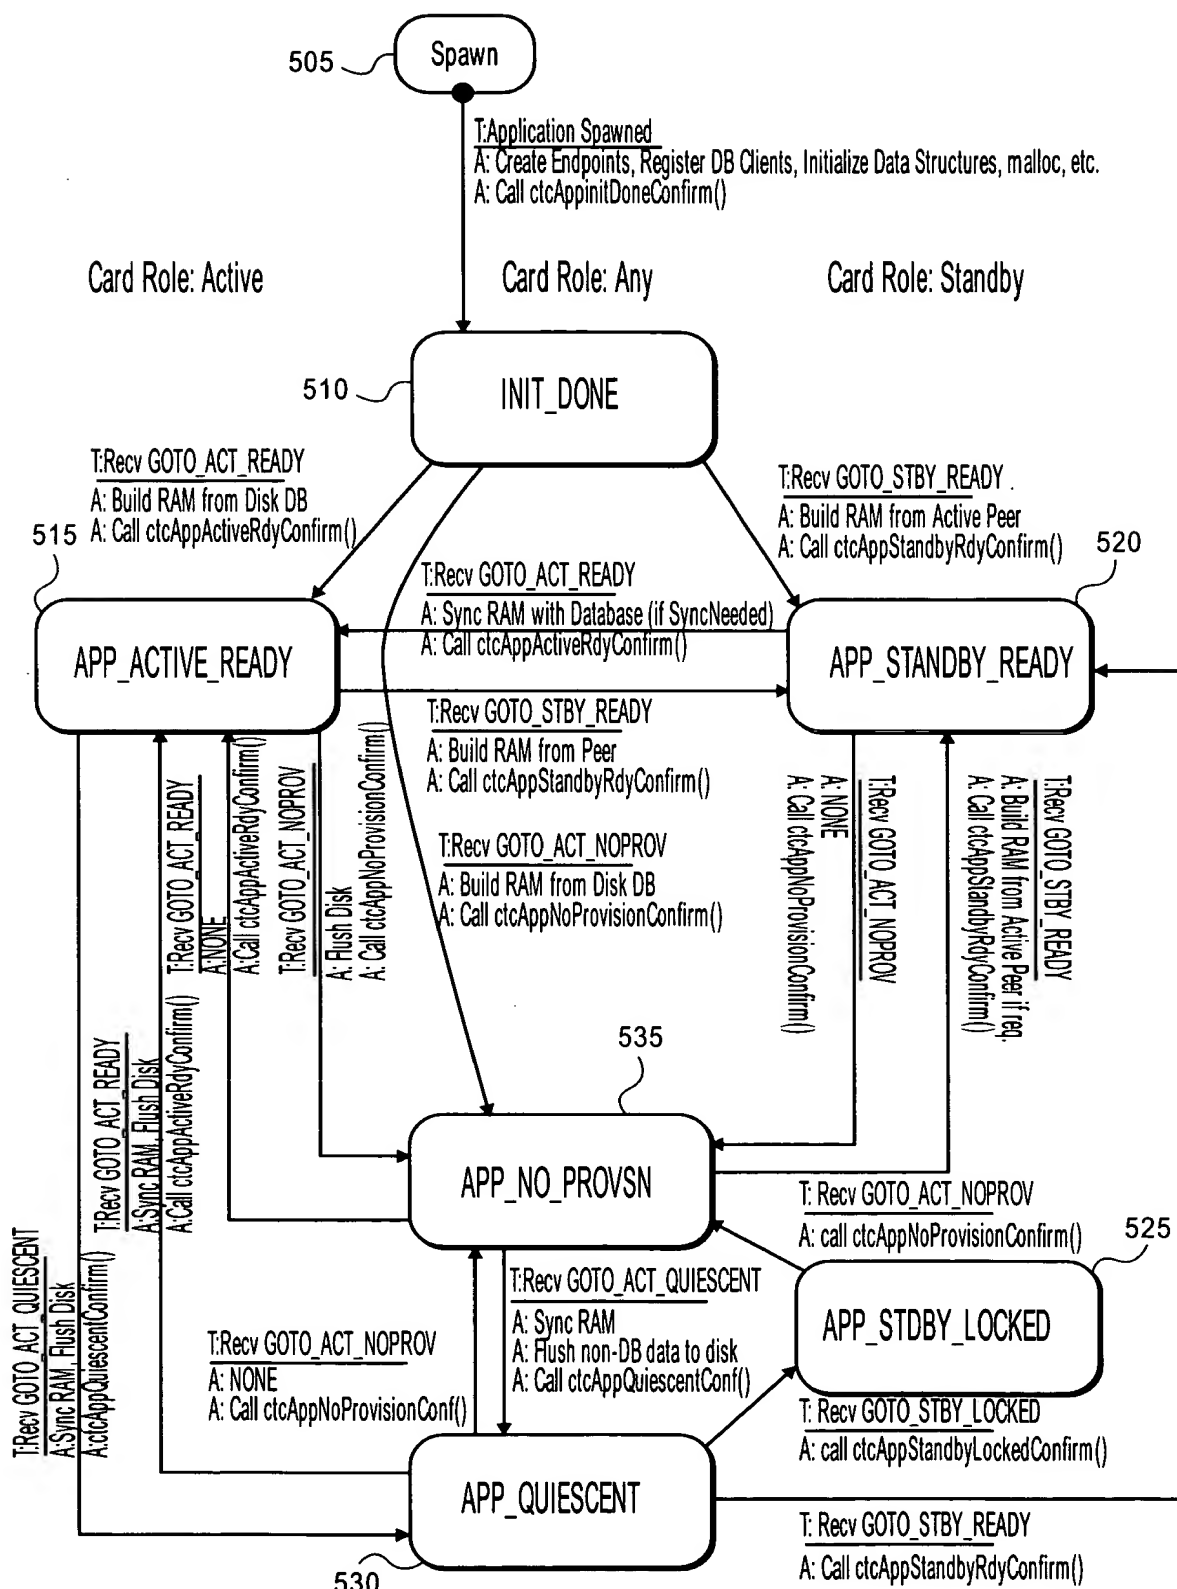 Spawn
505
T:Application Spawned
A: Create Endpoints, Register DB Clients, Initialize Data Structures, malloc, etc.
A: Call ctcAppinitDoneConfirm()
Card Role: Active
Card Role: Any
Card Role: Standby
510
INIT_DONE
T:Recv GOTO_ACT_READY
A: Build RAM from Disk DB
A: Call ctcAppActiveRdyConfirm()
T:Recv GOTO_STBY_READY .
A: Build RAM from Active Peer
A: Call ctcAppStandbyRdyConfirm()
515
520
T:Recv GOTO_ACT_READY
A: Sync RAM with Database (if SyncNeeded)
A: Call ctcAppActiveRdyConfirm()
APP_ACTIVE_READY
APP_STANDBY_READY
T:Recv GOTO_STBY_READY
A: Build RAM from Peer
A: Call ctcAppStandbyRdyConfirm()
T:Recv GOTO_ACT_READY
A:NONE
A:Call ctcAppActiveRdyConfirm()
T:Recv GOTO_ACT_NOPROV
A: Flush Disk
A: Call ctcAppNoProvisionConfirm()
T:Recv GOTO_ACT_NOPROV
A: Build RAM from Disk DB
A: Call ctcAppNoProvisionConfirm()
T:Recv GOTO_ACT_NOPROV
A: NONE
A: Call ctcAppNoProvisionConfirm()
T:Recv GOTO_STBY_READY
A: Build RAM from Active Peer if req.
A: Call ctcAppStandbyRdyConfirm()
T:Recv GOTO_ACT_READY
A:Sync RAM, Flush Disk
A:Call ctcAppActiveRdyConfirm()
535
APP_NO_PROVSN
T: Recv GOTO_ACT_NOPROV
A: call ctcAppNoProvisionConfirm()
525
T:Recv GOTO_ACT_QUIESCENT
A:Sync RAM, Flush Disk
A:ctcAppQuiescentConfirm()
T:Recv GOTO_ACT_QUIESCENT
A: Sync RAM
A: Flush non-DB data to disk
A: Call ctcAppQuiescentConf()
APP_STDBY_LOCKED
T:Recv GOTO_ACT_NOPROV
A: NONE
A: Call ctcAppNoProvisionConf()
T: Recv GOTO_STBY_LOCKED
A: call ctcAppStandbyLockedConfirm()
APP_QUIESCENT
T: Recv GOTO_STBY_READY
A: Call ctcAppStandbyRdyConfirm()
530